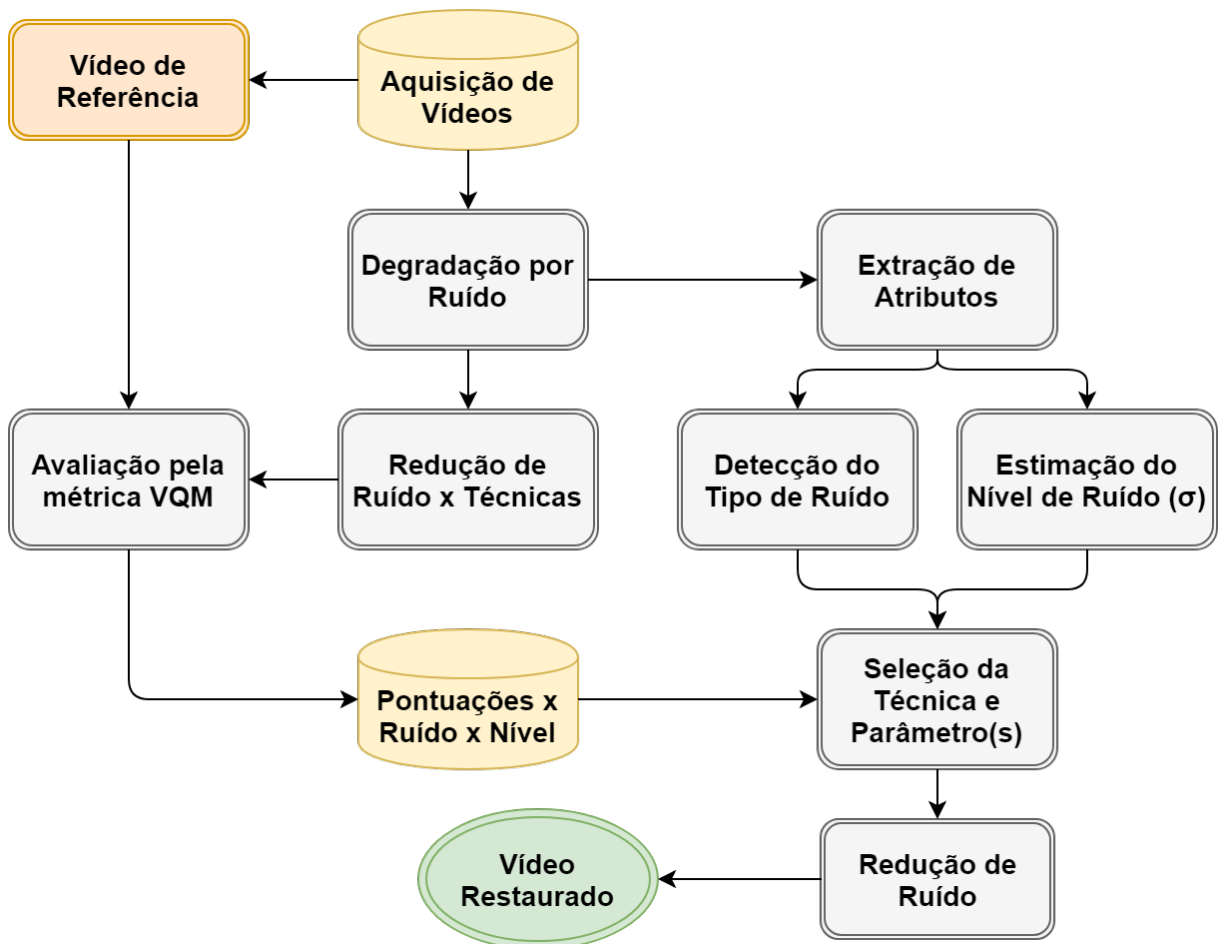 Vídeo de
Referência
Aquisição de
Vídeos
Degradação por
Ruído
Extração de
Atributos
Avaliação pela
métrica VQM
Redução de
Ruído x Técnicas
Detecção do
Tipo de Ruído
Estimação do
Nível de Ruído (σ)
Pontuações x
Ruído x Nível
Seleção da
Técnica e
Parâmetro(s)
Vídeo
Restaurado
Redução de
Ruído